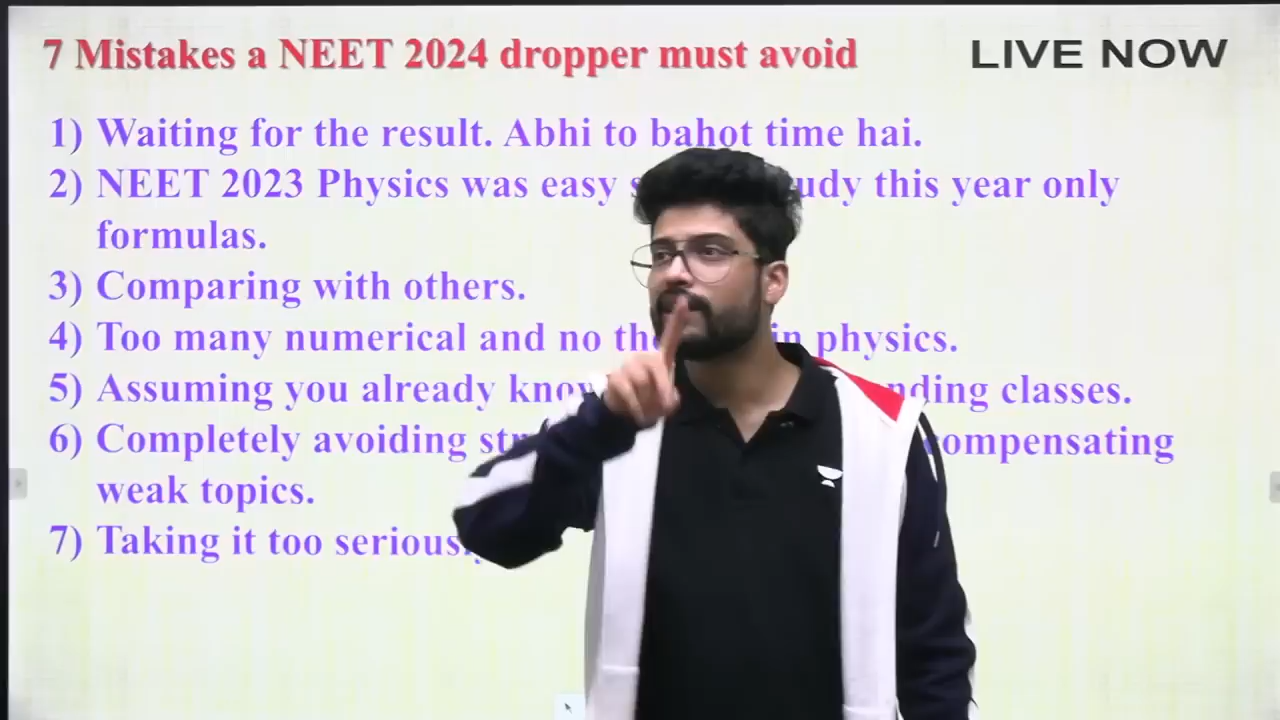 7 Mistakes a NEET 2024 dropper must avoid
LIVE NOW
1) Waiting for the result. Abhi to bahot time hai.
2) NEET 2023 Physics was easy this year only
formulas.
3) Comparing with others.
4) Too many numerical and no in physics.
5) Assuming you already classes.
6) Completely avoiding compensating
weak topics.
7) Taking it too